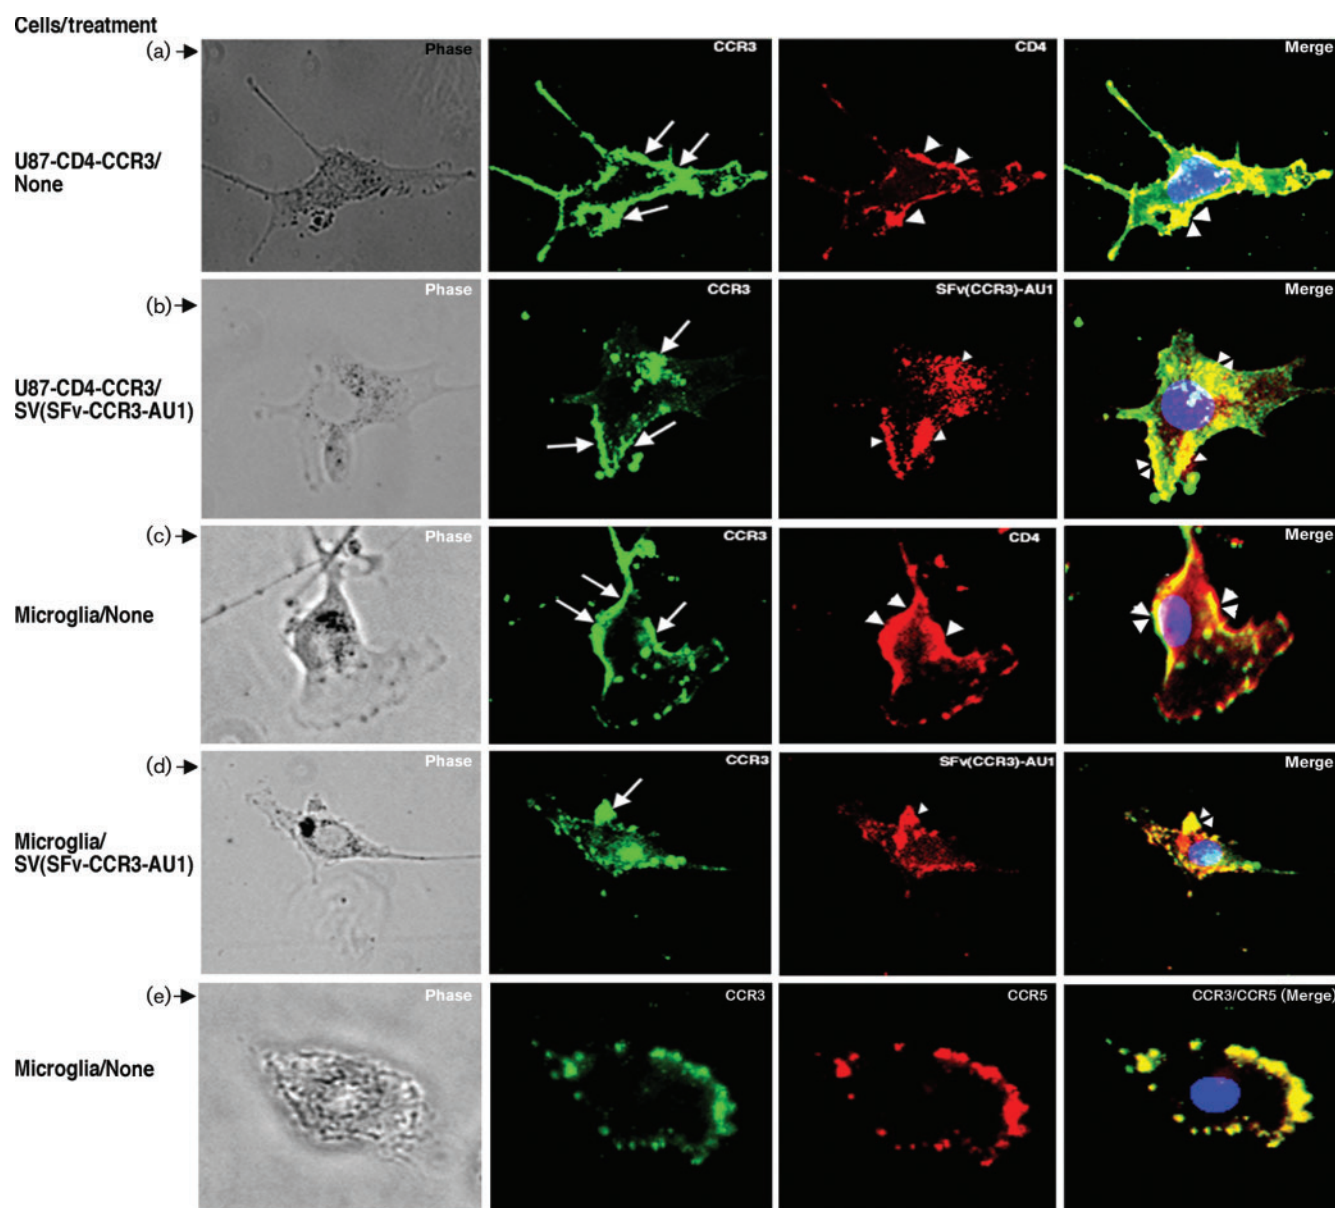 Cells/treatment
(a)
Phase
CCR3
CD4
Merge
U87-CD4-CCR3/
None
(b)
Phase
CCR3
SFv(CCR3)-AU1
Merge
U87-CD4-CCR3/
SV(SFv-CCR3-AU1)
(c)
Phase
CCR3
CD4
Merge
Microglia/None
(d)
Phase
CCR3
SFv(CCR3)-AU1
Merge
Microglia/
SV(SFv-CCR3-AU1)
(e)
Phase
CCR3
CCR5
CCR3/CCR5 (Merge)
Microglia/None